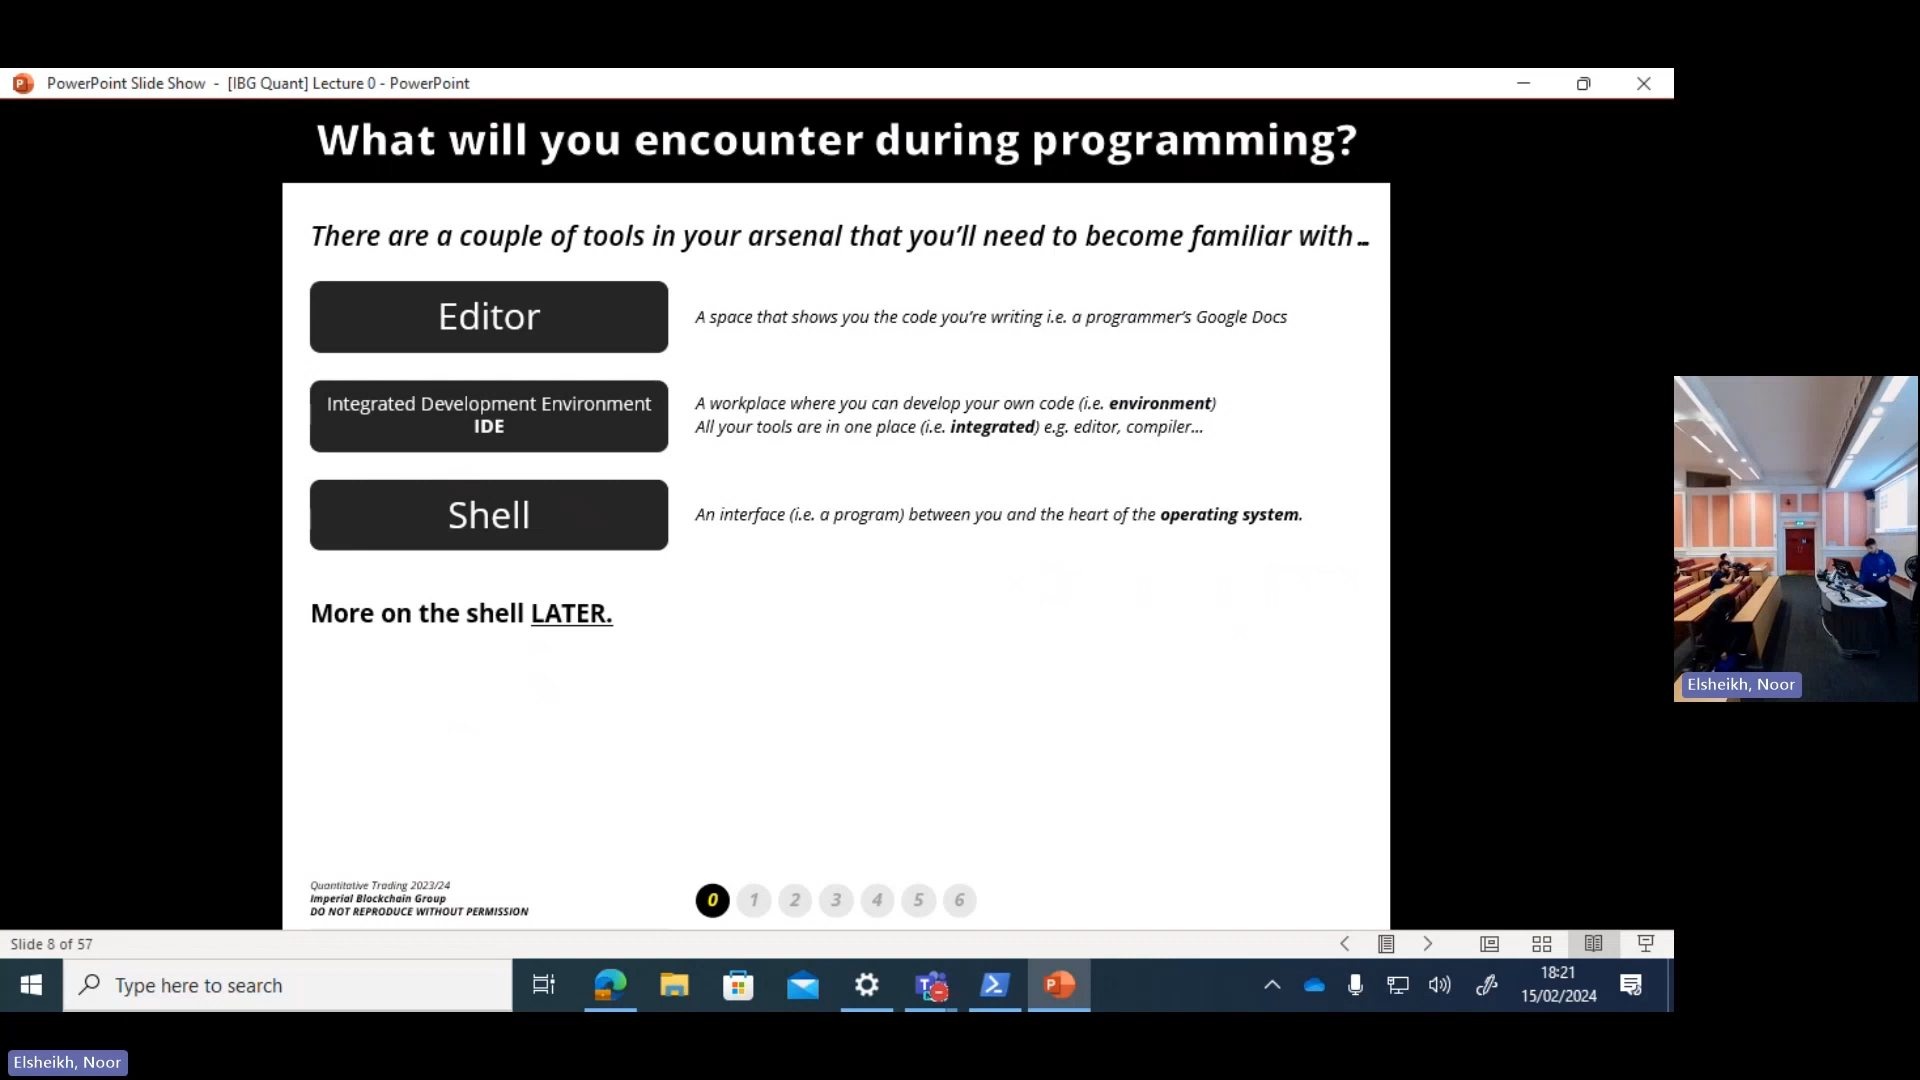 PowerPoint Slide Show - [IBG Quant] Lecture 0 - PowerPoint
What will you encounter during programming?
There are a couple of tools in your arsenal that you'll need to become familiar with...
Editor
A space that shows you the code you're writing i.e. a programmer's Google Docs
Integrated Development Environment
IDE
A workplace where you can develop your own code (i.e. environment)
All your tools are in one place (i.e. integrated) e.g. editor, compiler...
Shell
An interface (i.e. a program) between you and the heart of the operating system.
More on the shell LATER.
Quantitative Trading 2023/24
Imperial Blockchain Group
DO NOT REPRODUCE WITHOUT PERMISSION
0 1 2 3 4 5 6
Slide 8 of 57
Type here to search
18:21
15/02/2024
Elsheikh, Noor
Elsheikh, Noor